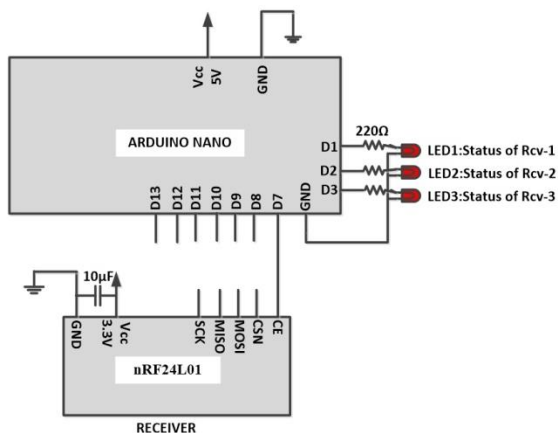 Vcc
5V
GND
ARDUINO NANO
220Ω
D1
D2
D3
LED1:Status of Rcv-1
LED2:Status of Rcv-2
LED3:Status of Rcv-3
D13
D12
D11
D10
D9
D8
D7
GND
10µF
GND
3.3V
Vcc
SCK
MISO
MOSI
CSN
CE
nRF24L01
RECEIVER